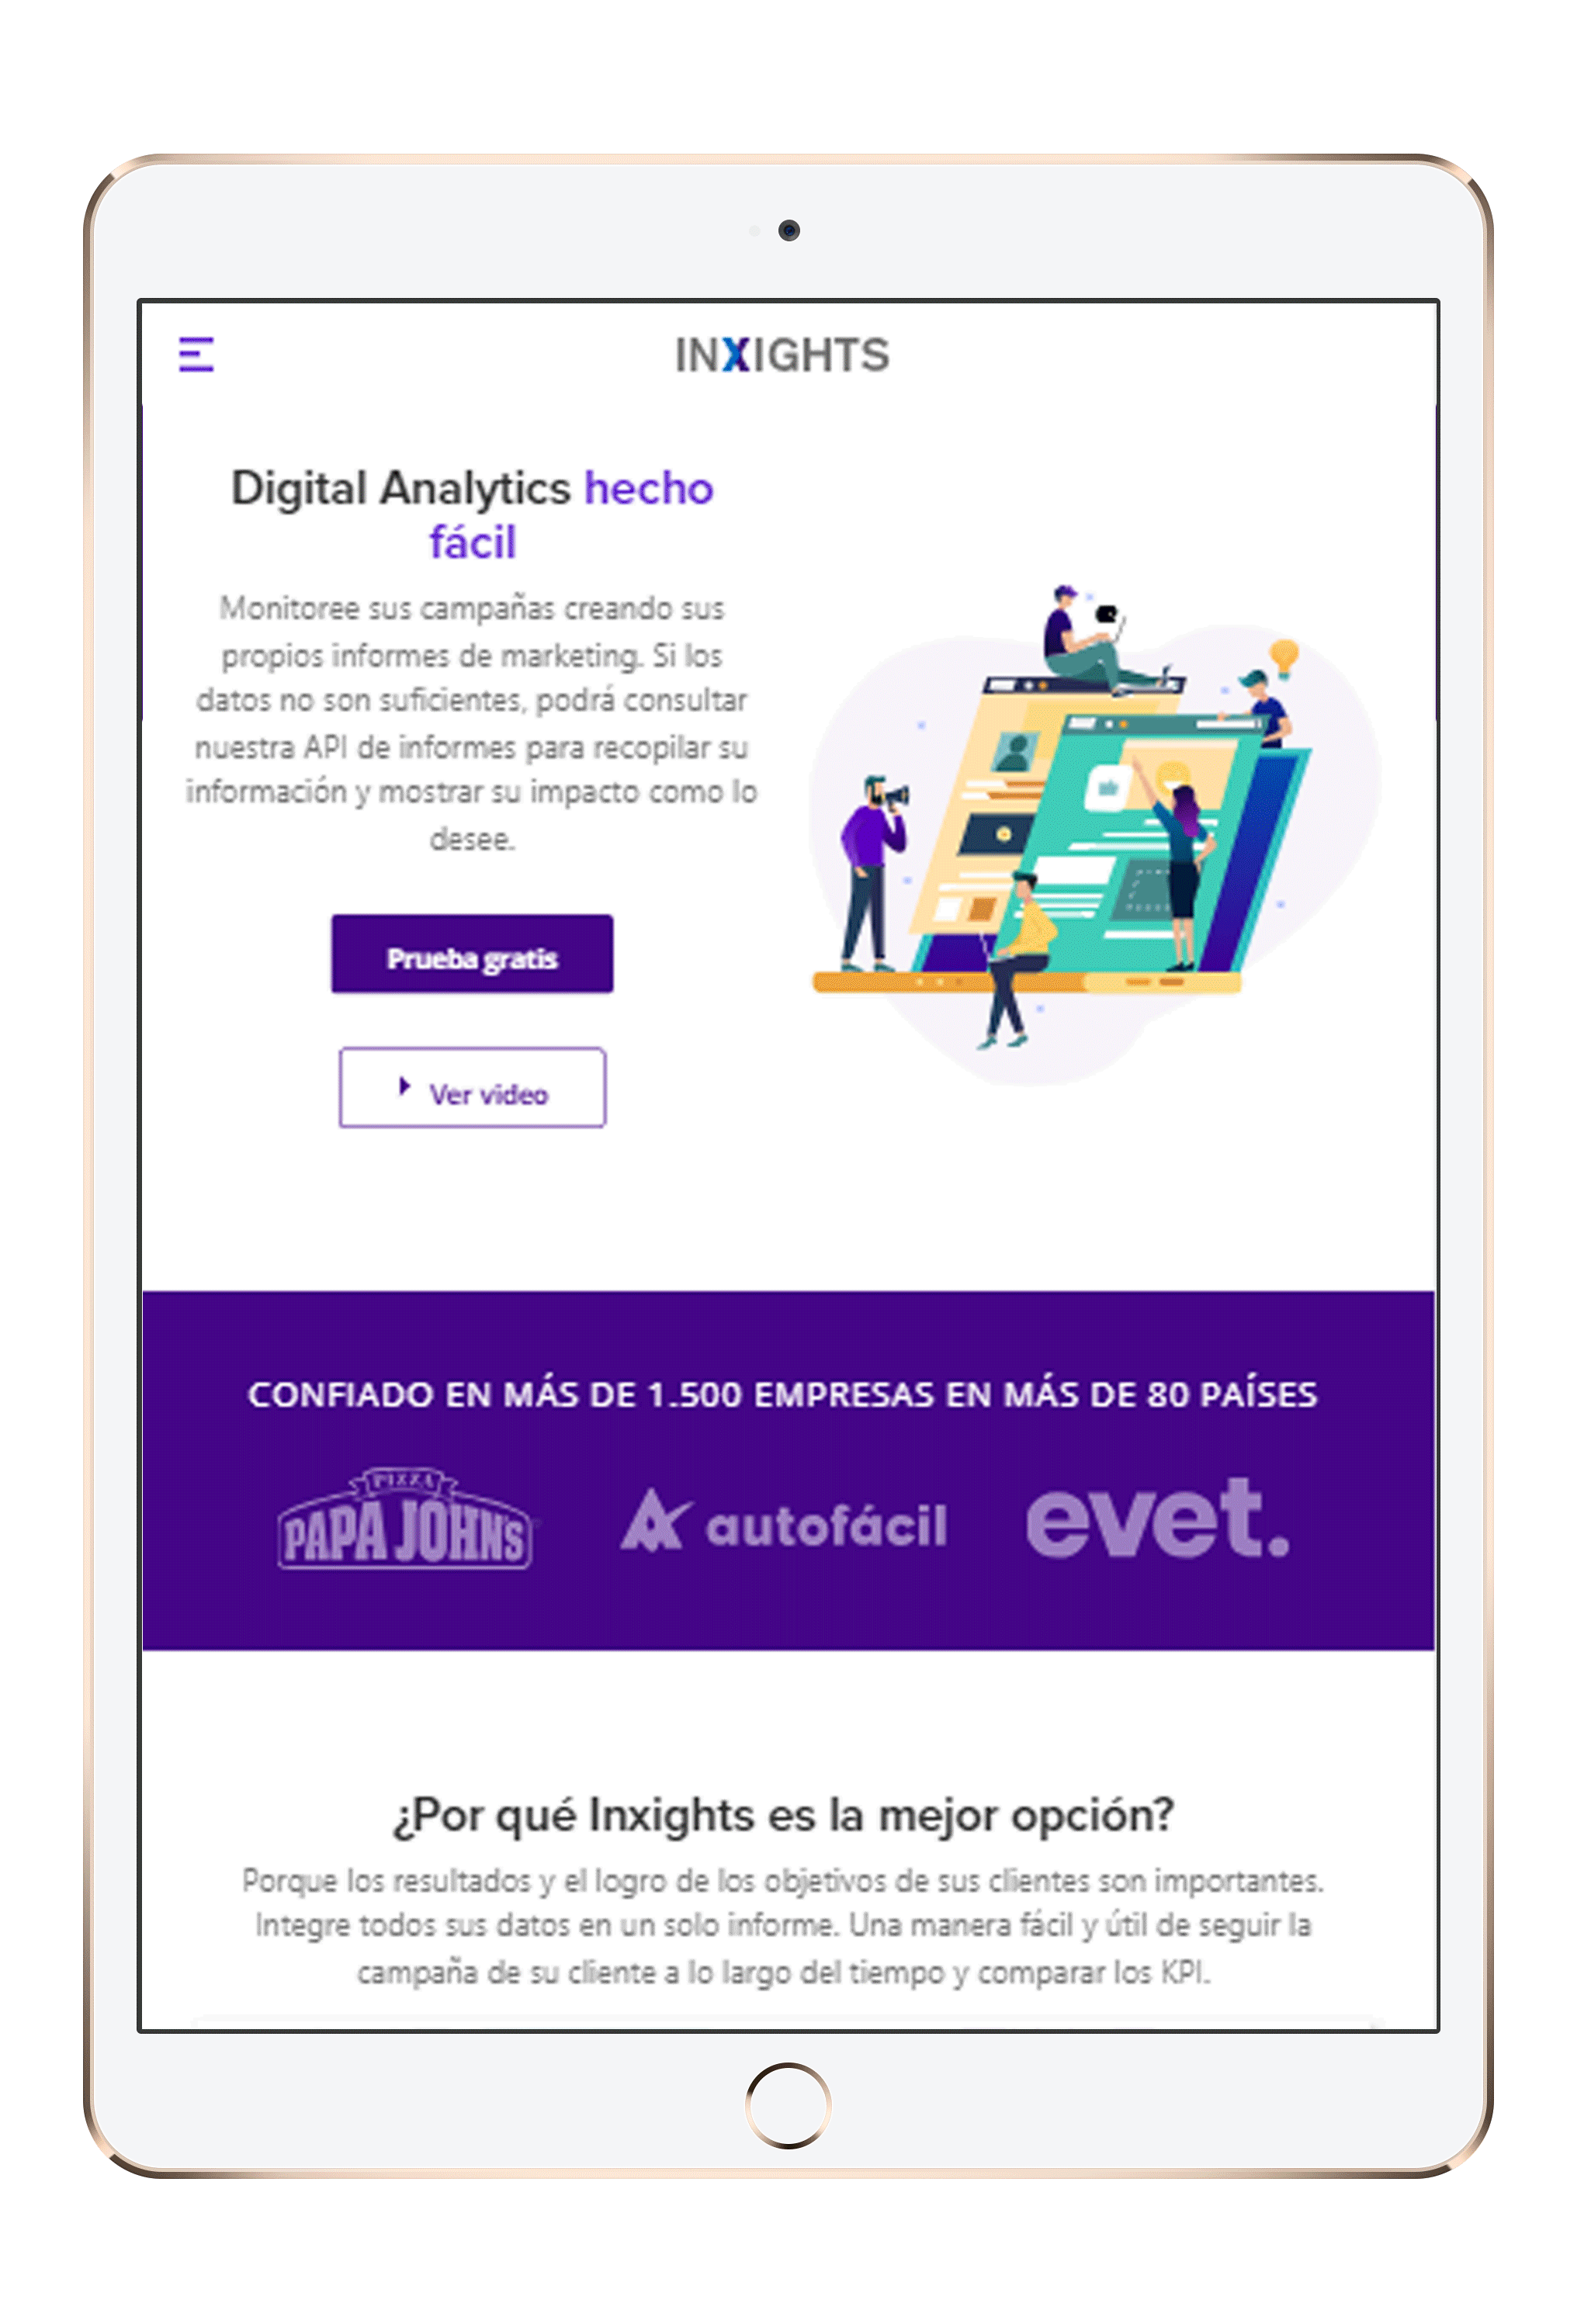 INXIGHTS
Digital Analytics hecho
fácil
Monitoree sus campañas creando sus
propios informes de marketing. Si los
datos no son suficientes, podrá consultar
nuestra API de informes para recopilar su
información y mostrar su impacto como lo
desee.
Prueba gratis
Ver video
CONFIADO EN MÁS DE 1.500 EMPRESAS EN MÁS DE 80 PAÍSES
PIZZA
PAPA JOHN'S
autofácil
evet.
¿Por qué Inxights es la mejor opción?
Porque los resultados y el logro de los objetivos de sus clientes son importantes.
Integre todos sus datos en un solo informe. Una manera fácil y útil de seguir la
campaña de su cliente a lo largo del tiempo y comparar los KPI.